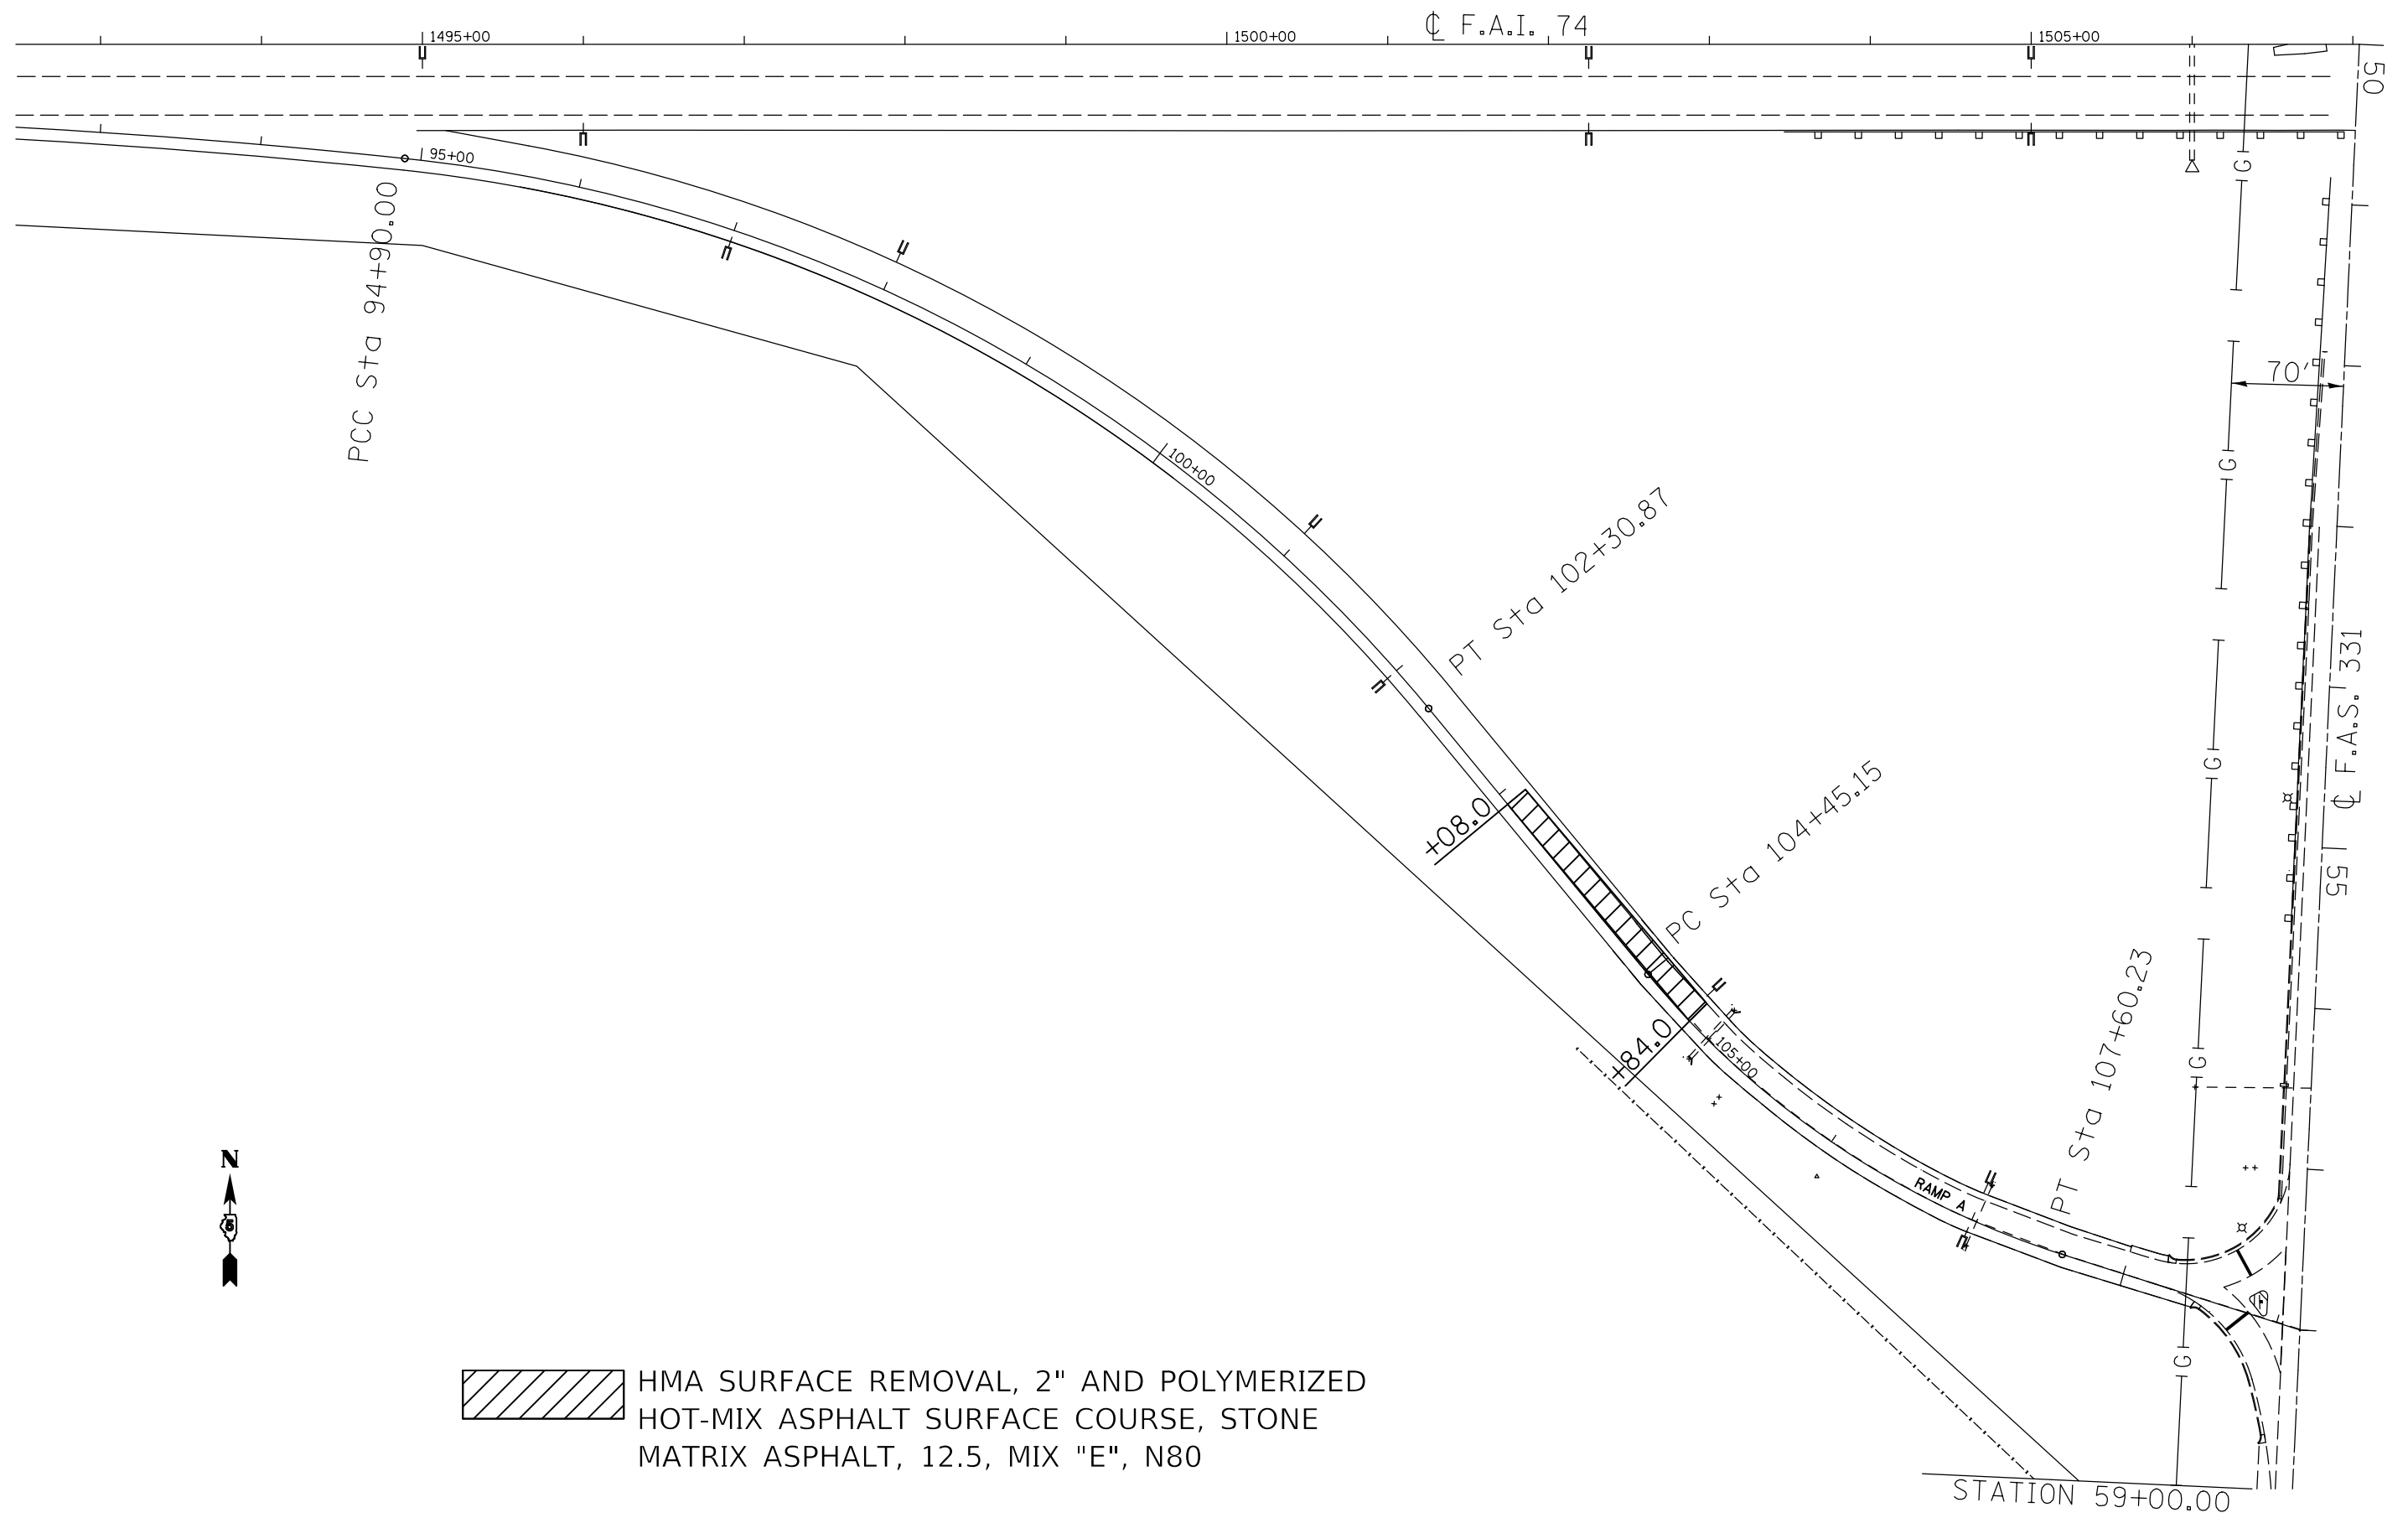 ℄ F.A.I. 74
1495+00
1500+00
1505+00
50
95+00
G
PCC Sta 94+90.00
70'
100+00
G
PT Sta 102+30.87
℄ F.A.S. 331
G
+08.0
PC Sta 104+45.15
55
+84.0
105+00
G
PT Sta 107+60.23
RAMP A
N
5
G
HMA SURFACE REMOVAL, 2" AND POLYMERIZED
HOT-MIX ASPHALT SURFACE COURSE, STONE
MATRIX ASPHALT, 12.5, MIX "E", N80
STATION 59+00.00